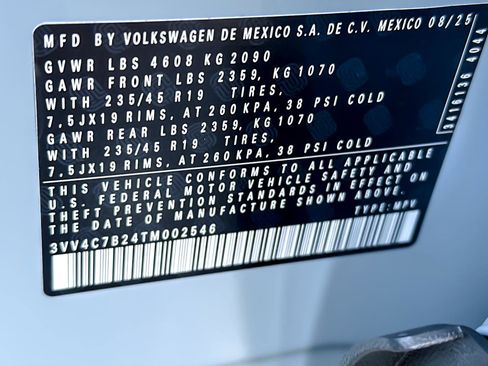 MFD BY VOLKSWAGEN DE MEXICO S.A. DE C.V. MEXICO 08/25
GVWR LBS 4608 KG 2090
GAWR FRONT LBS 2359, KG 1070
WITH 235/45 R19 TIRES,
7,5JX19 RIMS, AT 260KPA, 38 PSI COLD
GAWR REAR LBS 2359, KG 1070
WITH 235/45 R19 TIRES,
7,5JX19 RIMS, AT 260KPA, 38 PSI COLD
THIS VEHICLE CONFORMS TO ALL APPLICABLE
U.S. FEDERAL MOTOR VEHICLE SAFETY AND
THEFT PREVENTION STANDARDS IN EFFECT ON
THE DATE OF MANUFACTURE SHOWN ABOVE.
3VV4C7B24TM002546 TYPE: MPV
3416136 4044